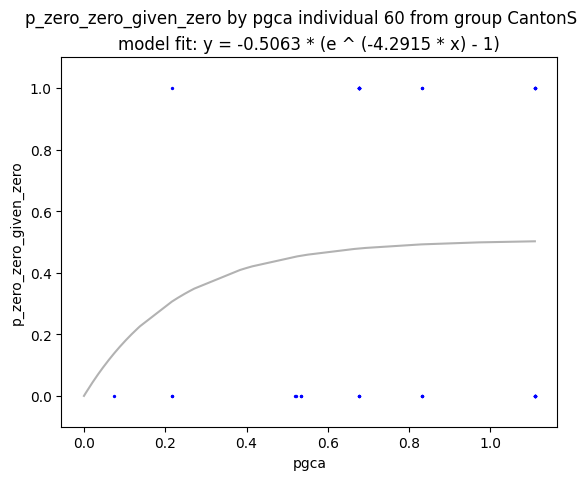 p_zero_zero_given_zero by pgca individual 60 from group CantonS
model fit: y = -0.5063 * (e ^ (-4.2915 * x) - 1)
1.0
0.8
0.6
0.4
0.2
0.0
p_zero_zero_given_zero
0.0 0.2 0.4 0.6 0.8 1.0
pgca